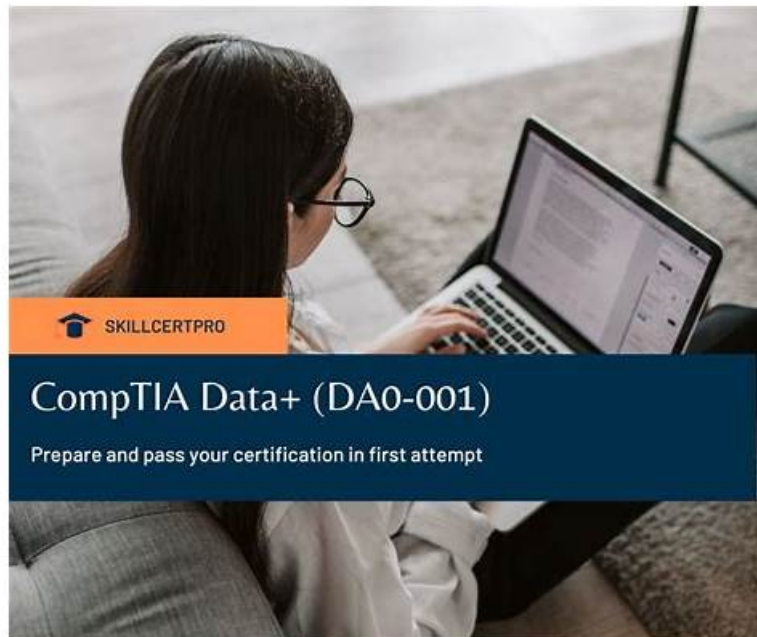 SKILLCERTPRO
CompTIA Data+ (DA0-001)
Prepare and pass your certification in first attempt